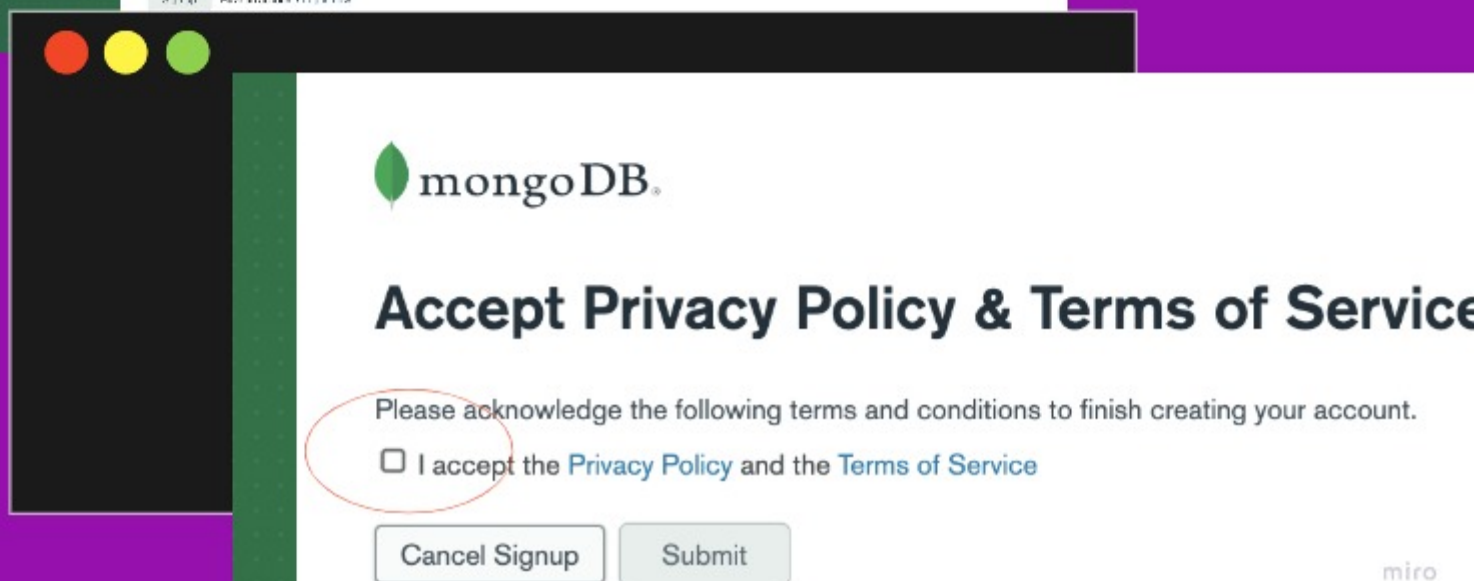 mongoDB®
Accept Privacy Policy & Terms of Service
Please acknowledge the following terms and conditions to finish creating your account.
I accept the Privacy Policy and the Terms of Service
Cancel Signup
Submit
miro